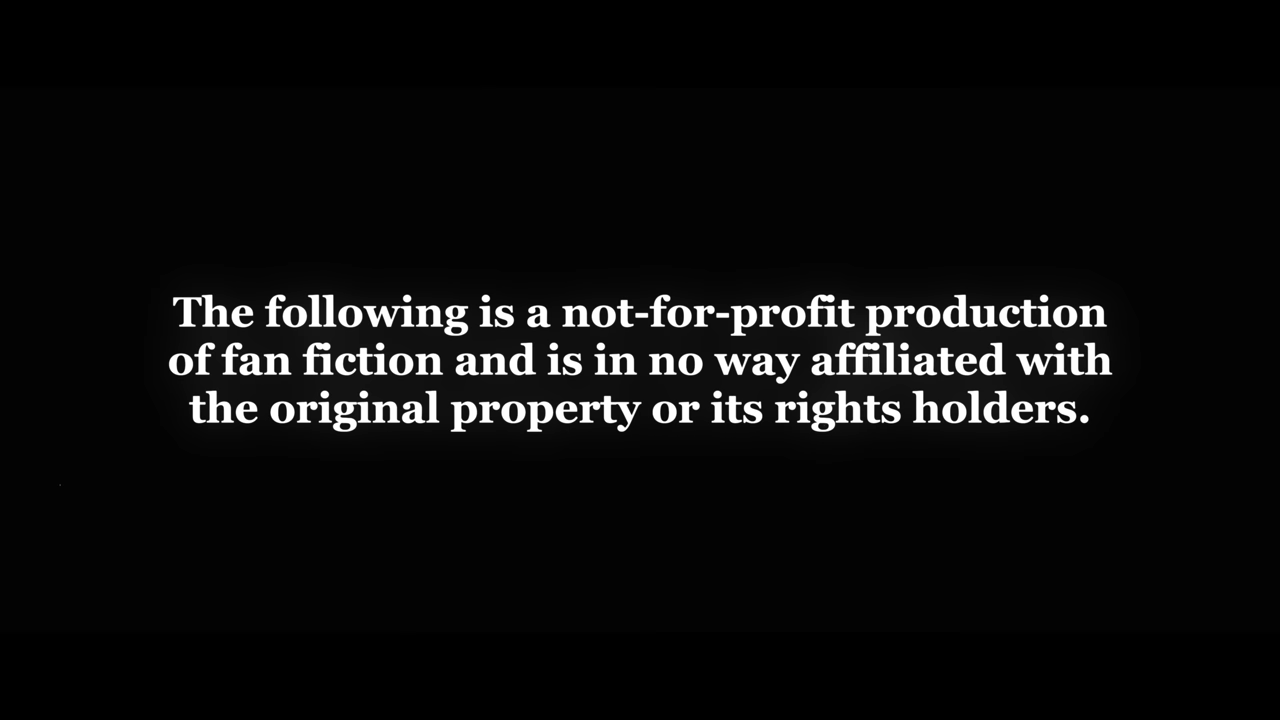 The following is a not-for-profit production
of fan fiction and is in no way affiliated with
the original property or its rights holders.